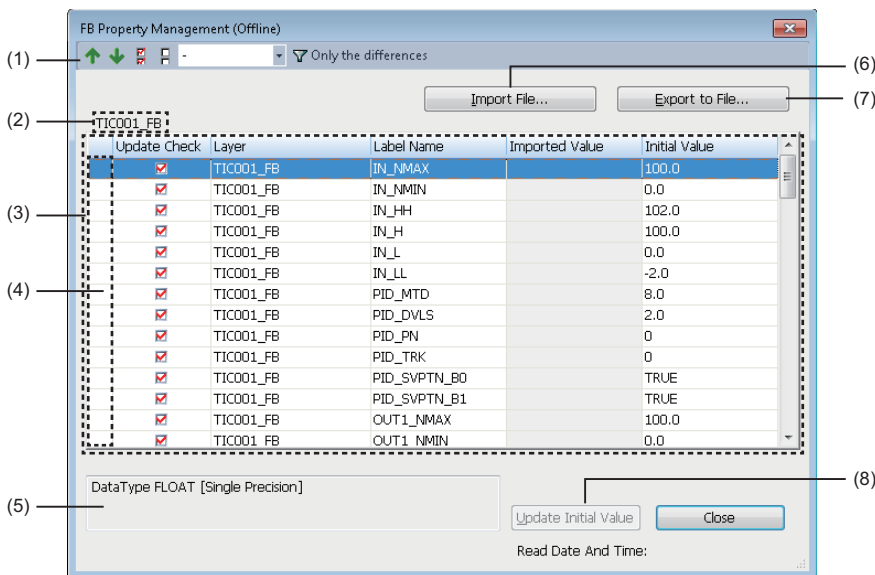 FB Property Management (Offline)
(1)
-
Only the differences
(6)
Import File...
Export to File...
(7)
(2)
TIC001_FB
Update Check Layer Label Name Imported Value Initial Value
TIC001_FB IN_NMAX 100.0
TIC001_FB IN_NMIN 0.0
(3)
TIC001_FB IN_HH 102.0
TIC001_FB IN_H 100.0
TIC001_FB IN_L 0.0
TIC001_FB IN_LL -2.0
(4)
TIC001_FB PID_MTD 8.0
TIC001_FB PID_DVLS 2.0
TIC001_FB PID_PN 0
TIC001_FB PID_TRK 0
TIC001_FB PID_SVPTN_B0 TRUE
TIC001_FB PID_SVPTN_B1 TRUE
TIC001_FB OUT1_NMAX 100.0
TIC001_FB OUT1_NMIN 0.0
(5)
DataType FLOAT [Single Precision]
(8)
Update Initial Value
Close
Read Date And Time: